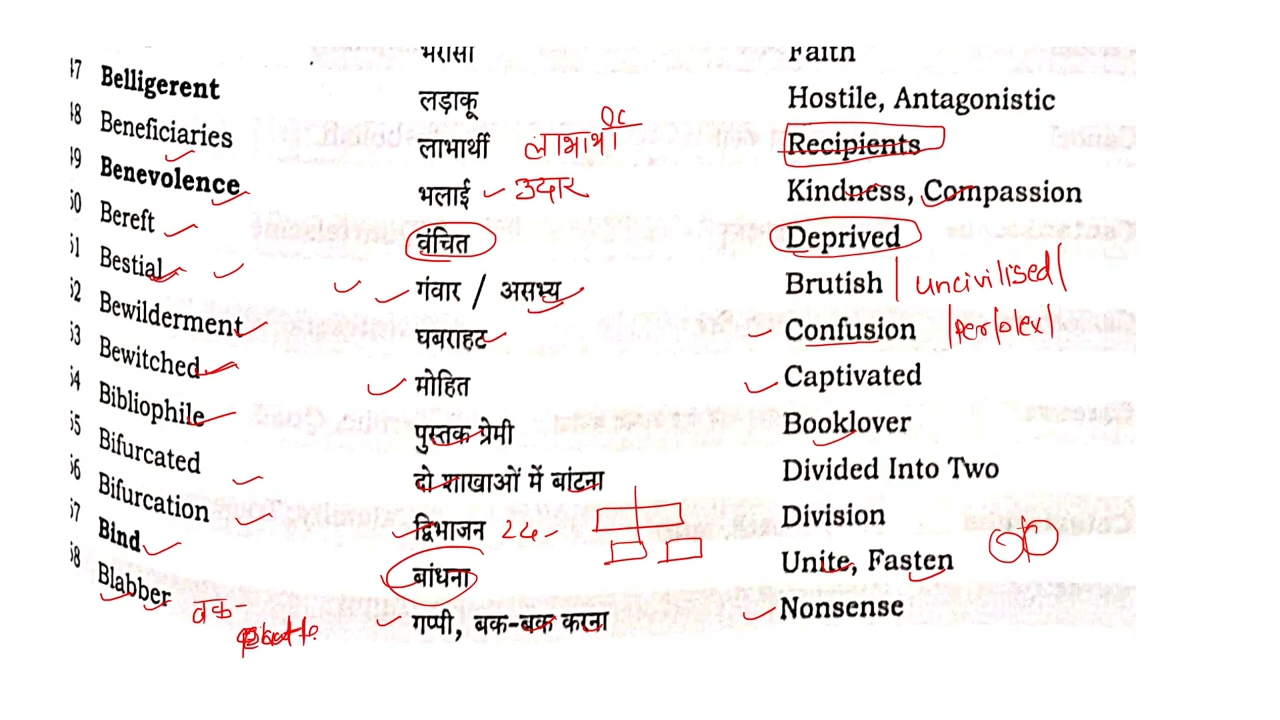 भरोसा Faith
47 Belligerent लड़ाकू Hostile, Antagonistic
48 Beneficiaries लाभार्थी लाभार्थी Recipients
49 Benevolence भलाई उदार Kindness, Compassion
50 Bereft वंचित Deprived
51 Bestial गंवार / असभ्य Brutish / uncivilised /
52 Bewilderment घबराहट Confusion / Perplex /
53 Bewitched मोहित Captivated
54 Bibliophile पुस्तक प्रेमी Booklover
55 Bifurcated दो शाखाओं में बांटना Divided Into Two
56 Bifurcation द्विभाजन Division
57 Bind बांधना Unite, Fasten
58 Blabber बक- गप्पी, बक-बक करना Nonsense